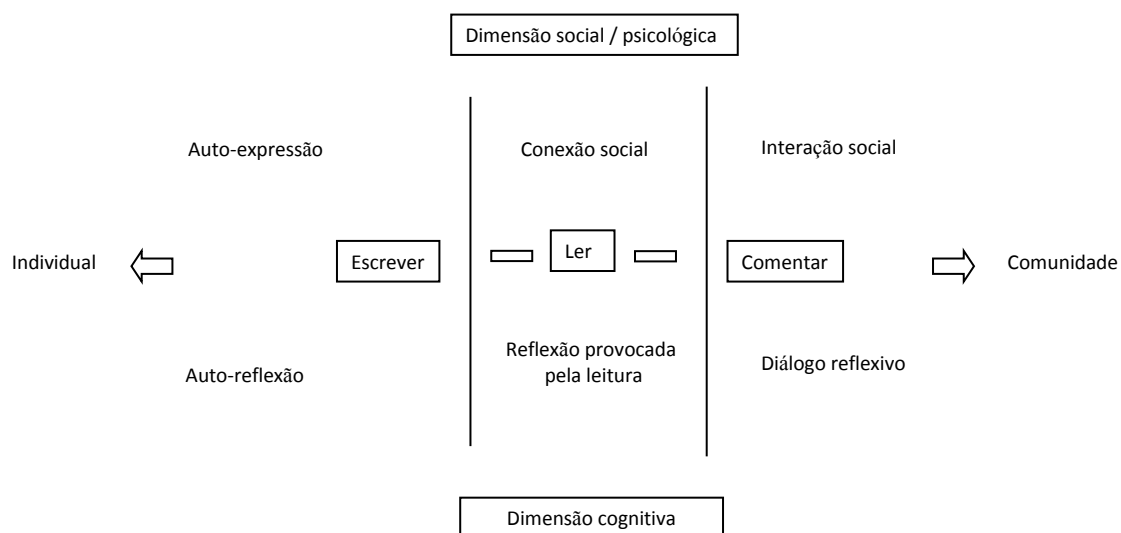 Dimensão social / psicológica
Auto-expressão
Conexão social
Interação social
Individual
Escrever
Ler
Comentar
Comunidade
Auto-reflexão
Reflexão provocada
pela leitura
Diálogo reflexivo
Dimensão cognitiva